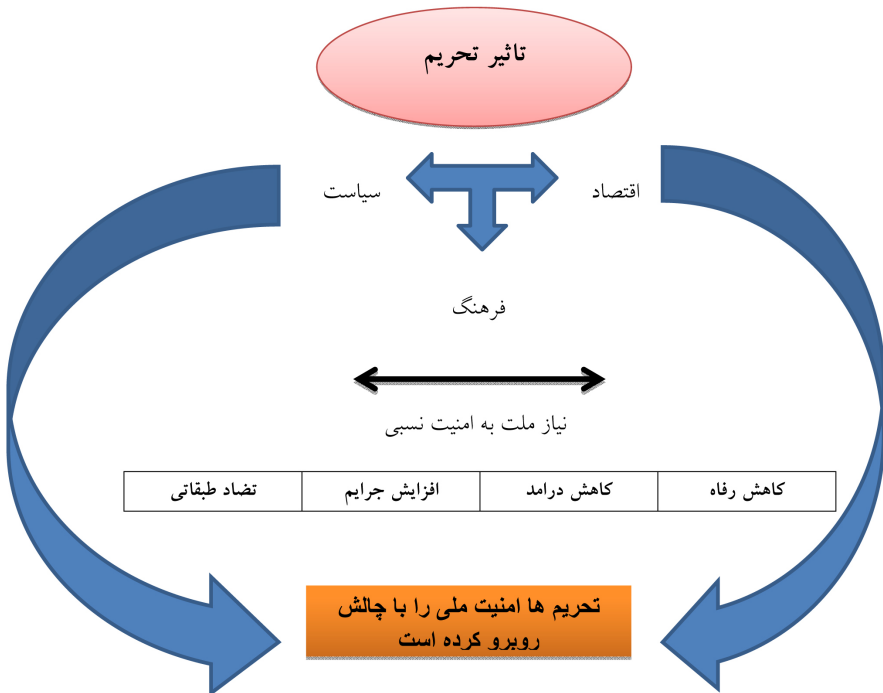 تاثیر تحریم
اقتصاد
سیاست
فرهنگ
نیاز ملت به امنیت نسبی
کاهش رفاه
کاهش درامد
افزایش جرایم
تضاد طبقاتی
تحریم ها امنیت ملی را با چالش
روبرو کرده است